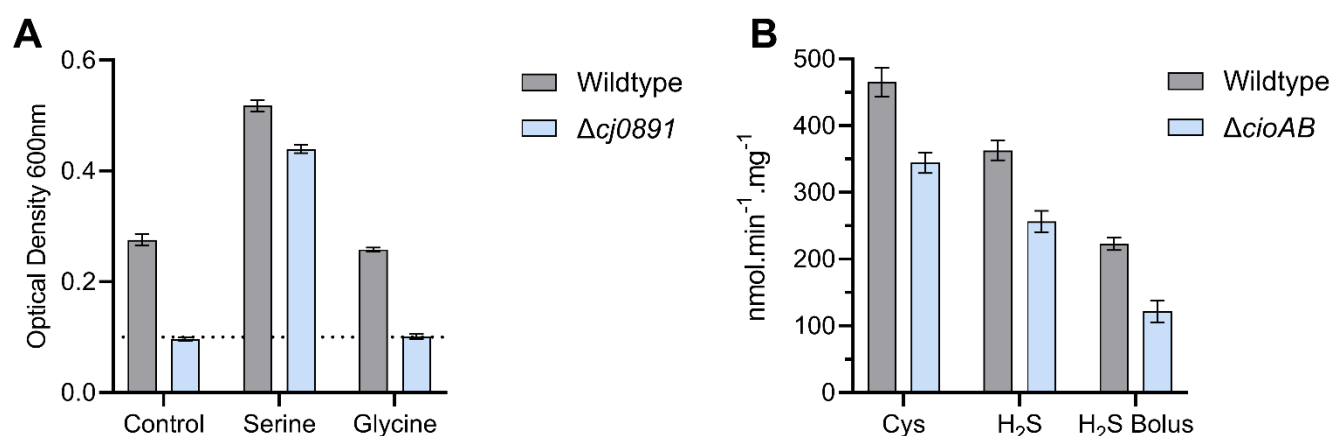 A
Optical Density 600nm
0.6
0.4
0.2
0.0
Control Serine Glycine
Wildtype
Δcj0891
B
nmol.min⁻¹.mg⁻¹
500
400
300
200
100
0
Cys H₂S H₂S Bolus
Wildtype
ΔcioAB